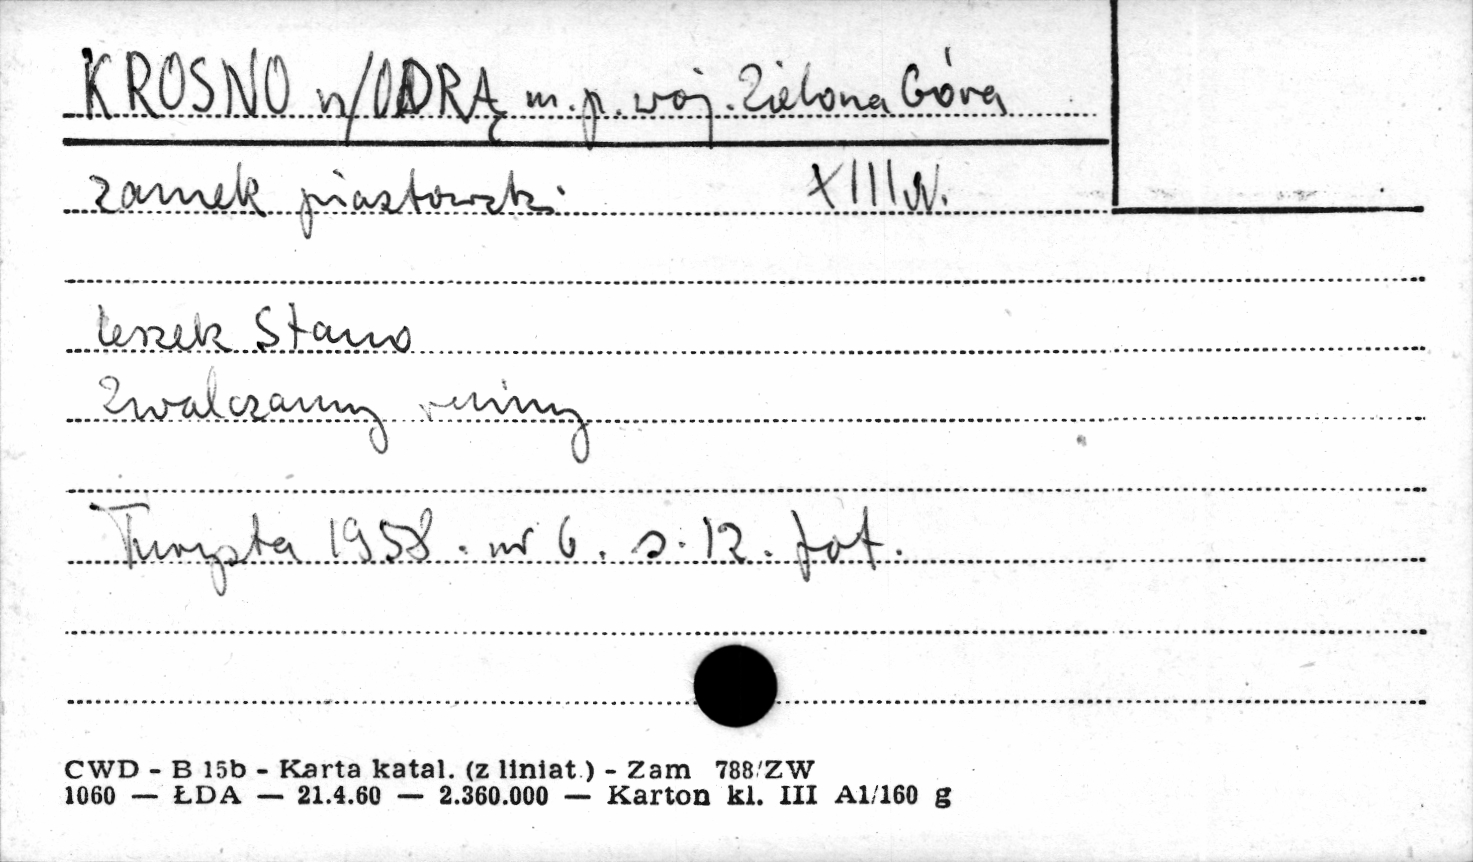 KROSNO n/ODRĄ m. p. woj. Zielona Góra
zamek piastowski XIII w.
Leszek Stano
Zwalczamy ruiny
Turysta 1958. nr 6. s. 12. fot.
CWD - B 15b - Karta katal. (z liniat.) - Zam 788/ZW
1060 — ŁDA — 21.4.60 — 2.360.000 — Karton kl. III A1/160 g